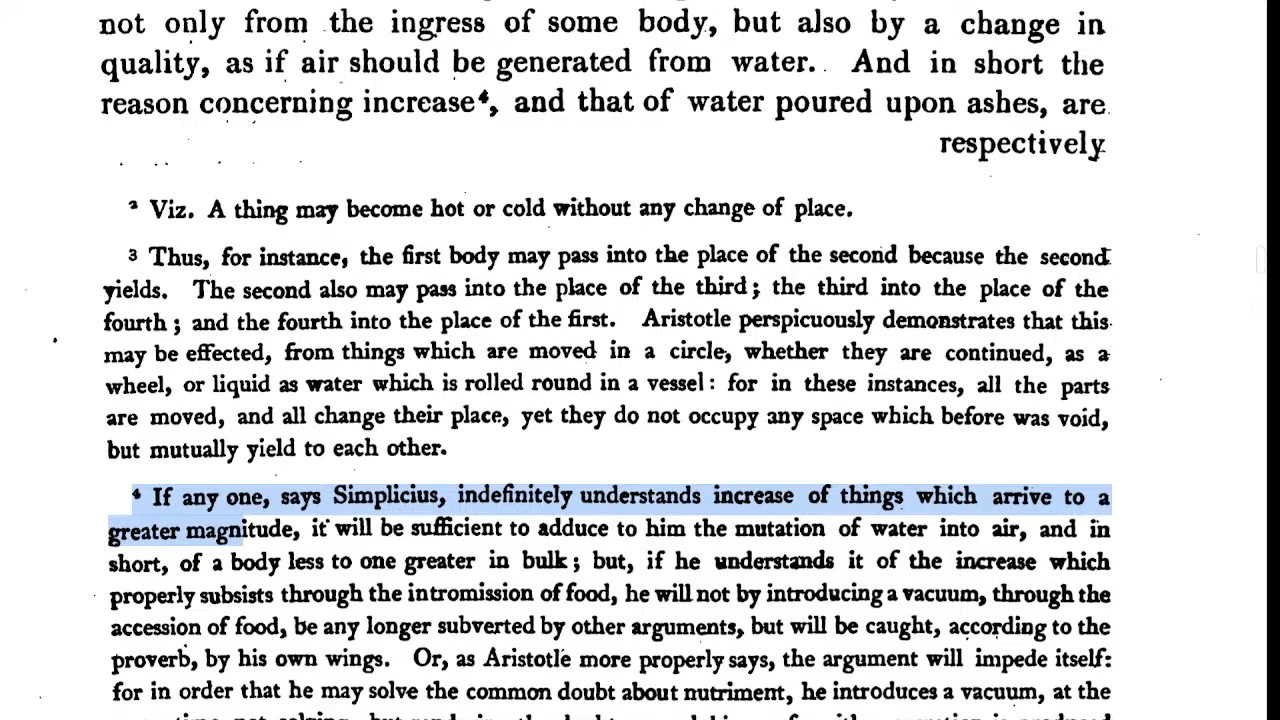 not only from the ingress of some body, but also by a change in
quality, as if air should be generated from water. And in short the
reason concerning increase⁴, and that of water poured upon ashes, are
respectively
² Viz. A thing may become hot or cold without any change of place.
³ Thus, for instance, the first body may pass into the place of the second because the second
yields. The second also may pass into the place of the third; the third into the place of the
fourth; and the fourth into the place of the first. Aristotle perspicuously demonstrates that this
may be effected, from things which are moved in a circle, whether they are continued, as a
wheel, or liquid as water which is rolled round in a vessel: for in these instances, all the parts
are moved, and all change their place, yet they do not occupy any space which before was void,
but mutually yield to each other.
⁴ If any one, says Simplicius, indefinitely understands increase of things which arrive to a
greater magnitude, it will be sufficient to adduce to him the mutation of water into air, and in
short, of a body less to one greater in bulk; but, if he understands it of the increase which
properly subsists through the intromission of food, he will not by introducing a vacuum, through the
accession of food, be any longer subverted by other arguments, but will be caught, according to the
proverb, by his own wings. Or, as Aristotle more properly says, the argument will impede itself:
for in order that he may solve the common doubt about nutriment, he introduces a vacuum, at the